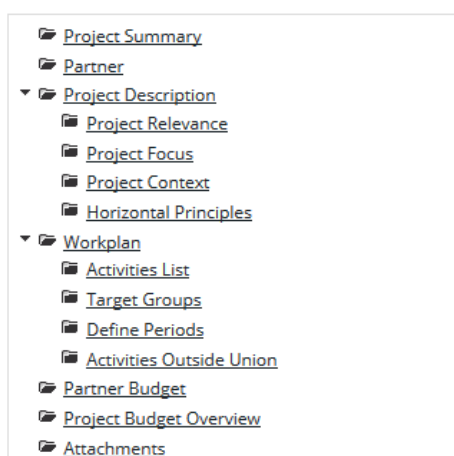 Project Summary
Partner
Project Description
Project Relevance
Project Focus
Project Context
Horizontal Principles
Workplan
Activities List
Target Groups
Define Periods
Activities Outside Union
Partner Budget
Project Budget Overview
Attachments